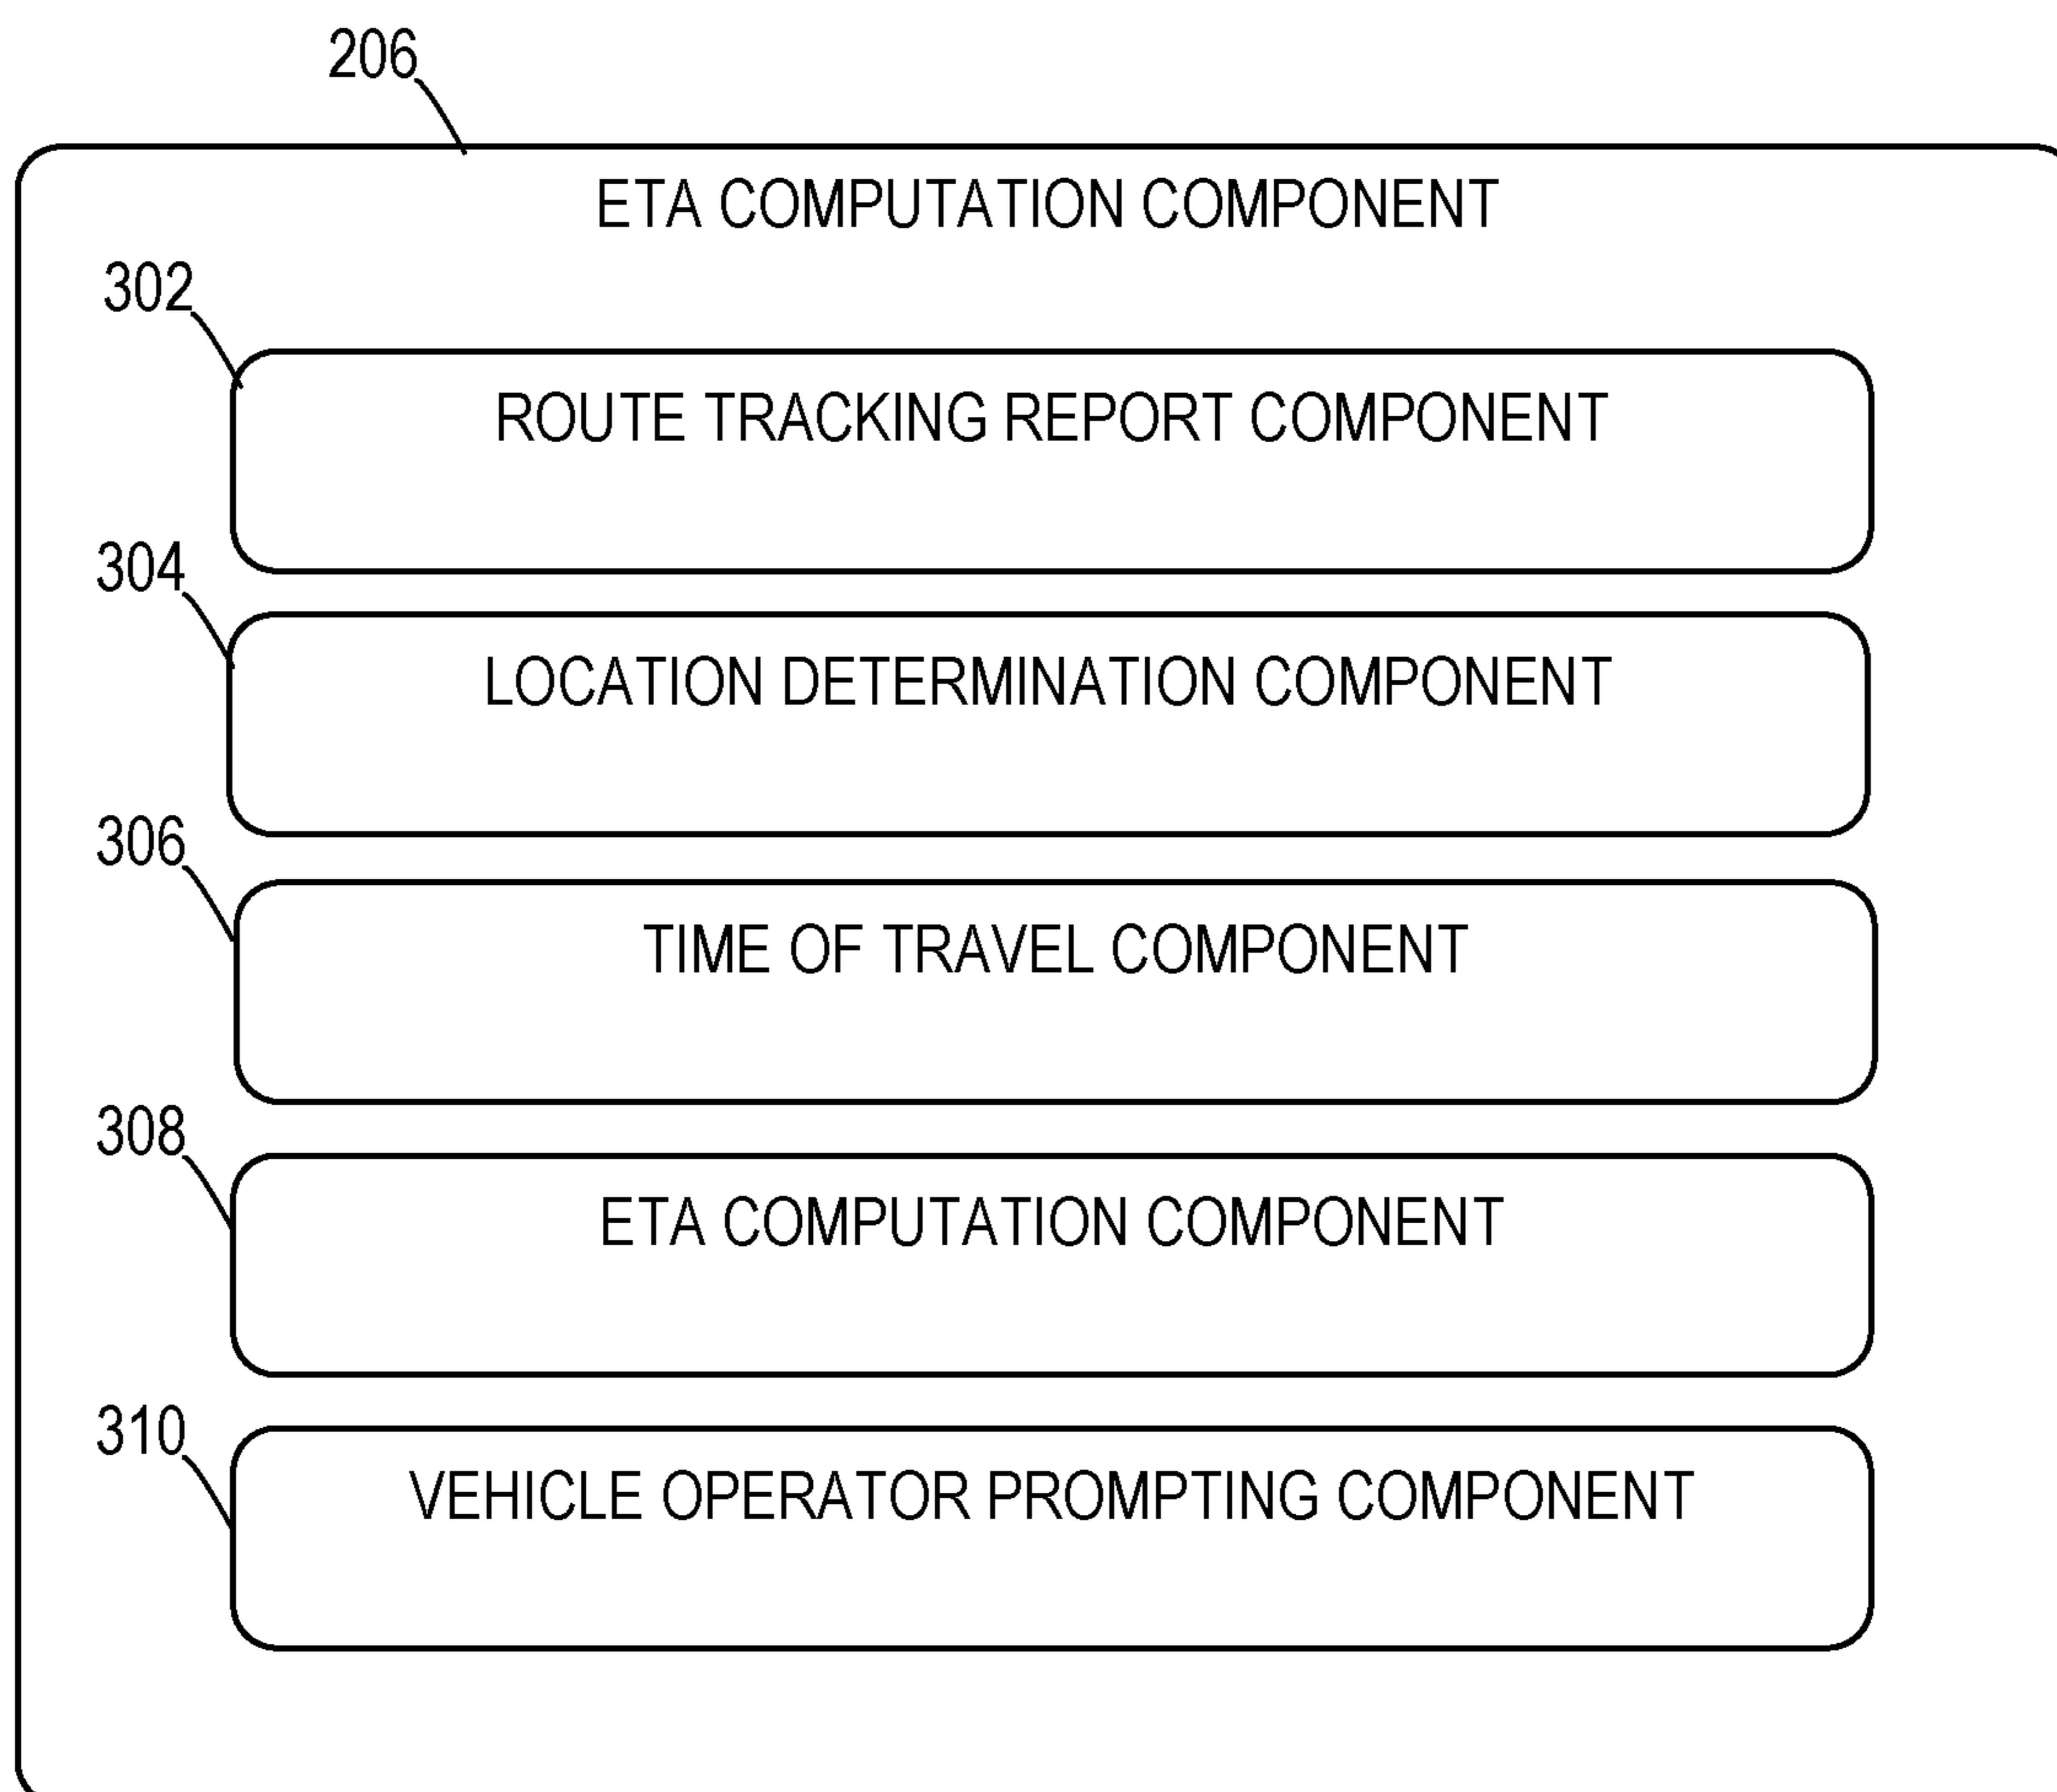 206
ETA COMPUTATION COMPONENT
302
ROUTE TRACKING REPORT COMPONENT
304
LOCATION DETERMINATION COMPONENT
306
TIME OF TRAVEL COMPONENT
308
ETA COMPUTATION COMPONENT
310
VEHICLE OPERATOR PROMPTING COMPONENT